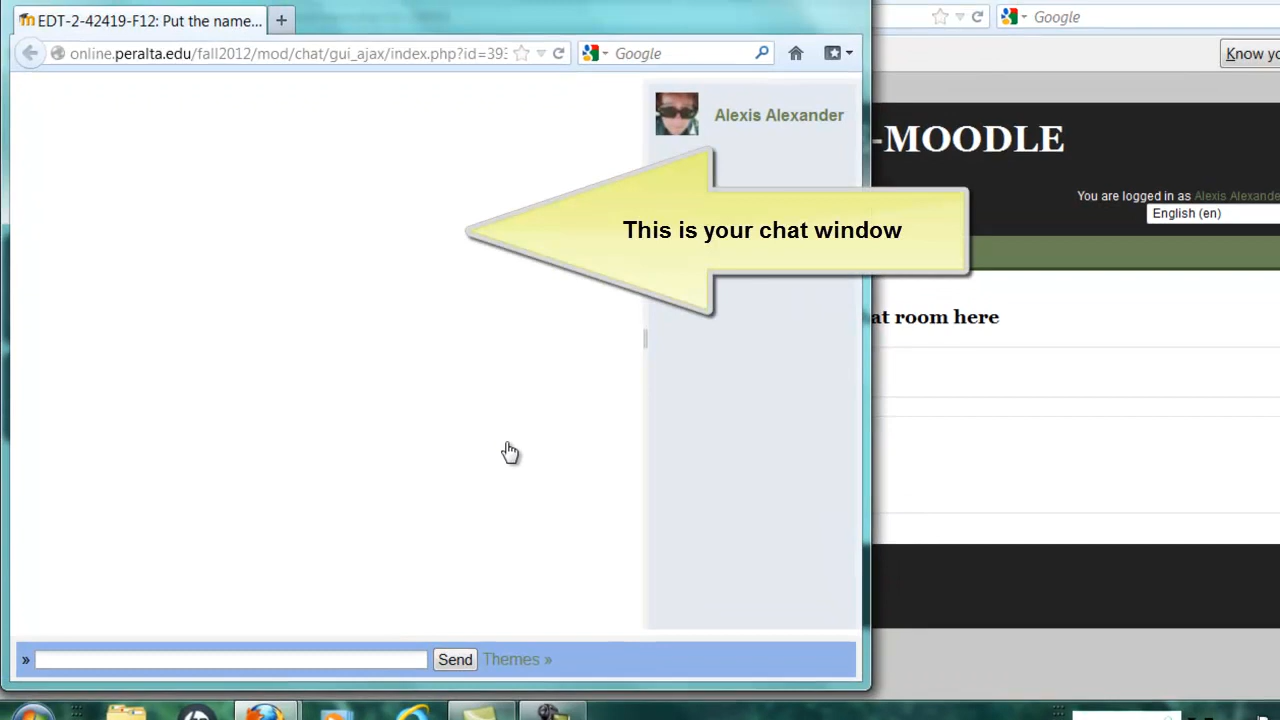 EDT-2-42419-F12: Put the name...
+
Google
online.peralta.edu/fall2012/mod/chat/gui_ajax/index.php?id=393
Google
Know yo
Alexis Alexander
-MOODLE
You are logged in as Alexis Alexande
English (en)
This is your chat window
at room here
»
Send
Themes »